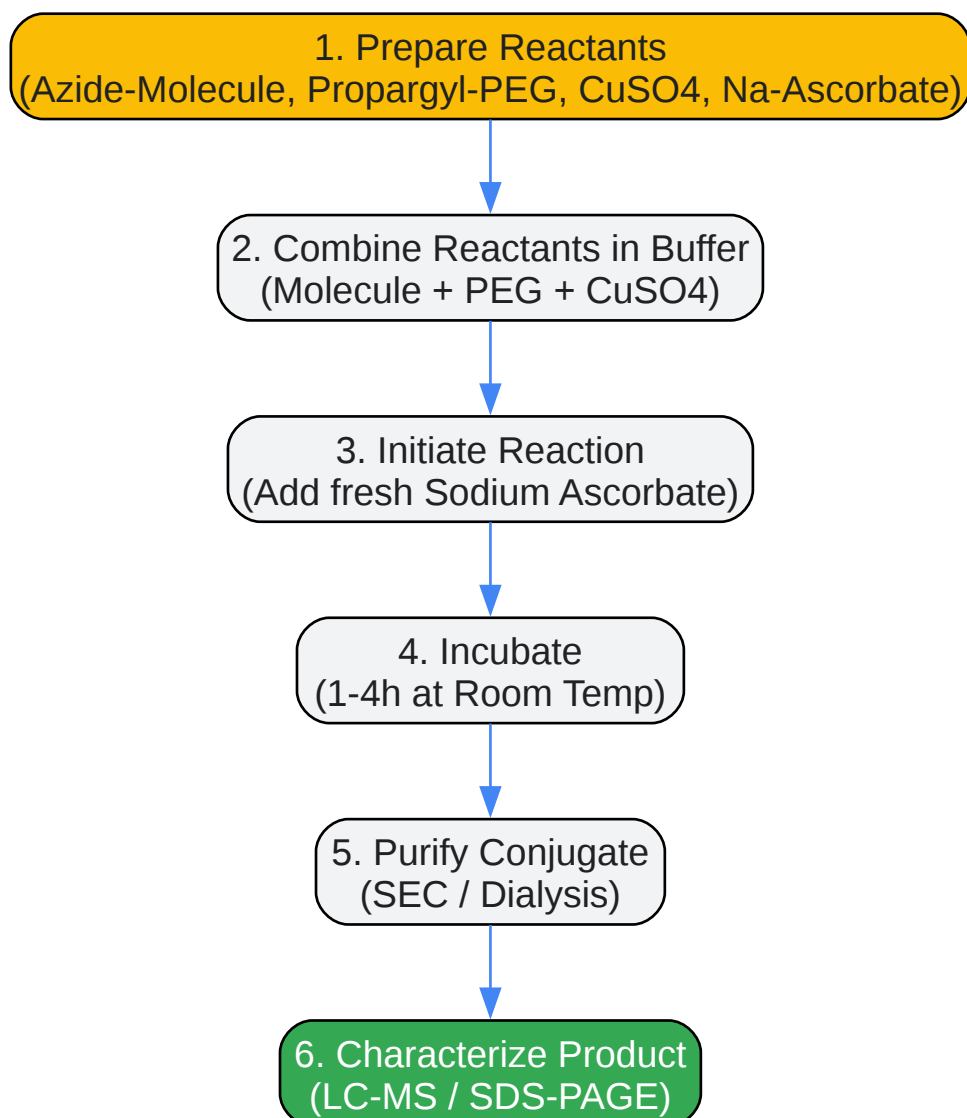 1. Prepare Reactants
(Azide-Molecule, Propargyl-PEG, CuSO4, Na-Ascorbate)
2. Combine Reactants in Buffer
(Molecule + PEG + CuSO4)
3. Initiate Reaction
(Add fresh Sodium Ascorbate)
4. Incubate
(1-4h at Room Temp)
5. Purify Conjugate
(SEC / Dialysis)
6. Characterize Product
(LC-MS / SDS-PAGE)